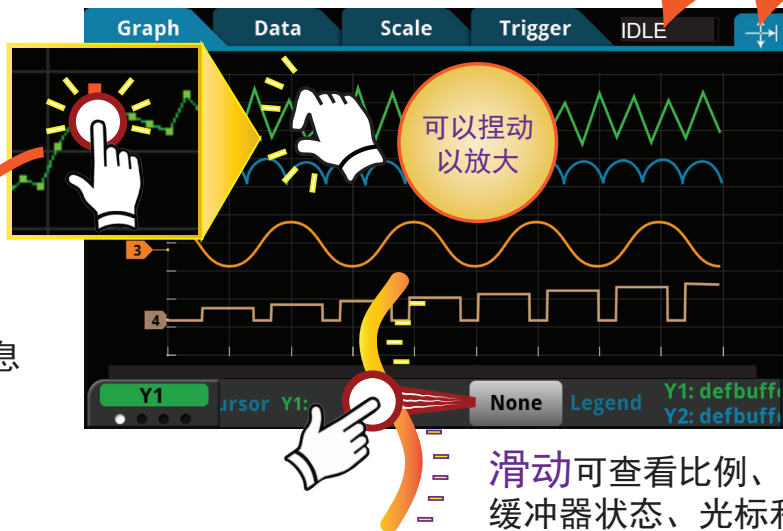 Graph Data Scale Trigger IDLE
可以捏动
以放大
3
4
息
Y1
ursor Y1:
None
Legend
Y1: defbuff
Y2: defbuff
滑动可查看比例、
缓冲器状态、光标和